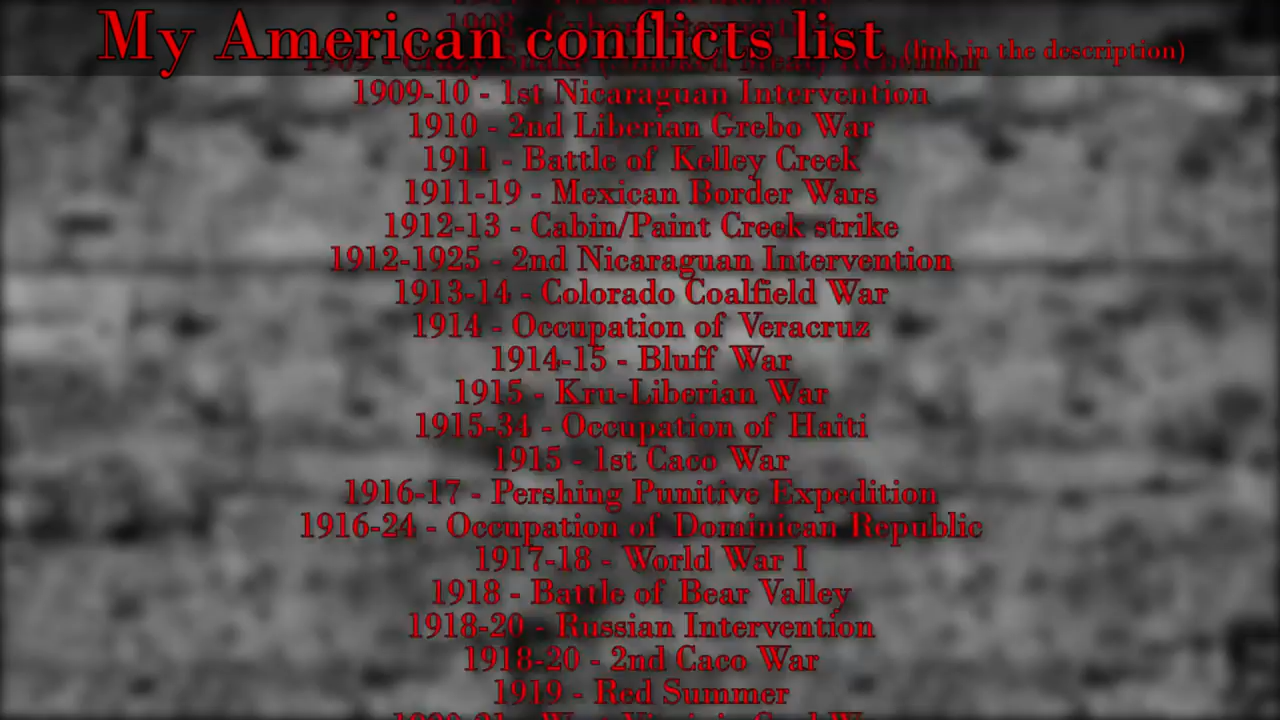 My American conflicts list (link in the description)
1909-10 - 1st Nicaraguan Intervention
1910 - 2nd Liberian Grebo War
1911 - Battle of Kelley Creek
1911-19 - Mexican Border Wars
1912-13 - Cabin/Paint Creek strike
1912-1925 - 2nd Nicaraguan Intervention
1913-14 - Colorado Coalfield War
1914 - Occupation of Veracruz
1914-15 - Bluff War
1915 - Kru-Liberian War
1915-34 - Occupation of Haiti
1915 - 1st Caco War
1916-17 - Pershing Punitive Expedition
1916-24 - Occupation of Dominican Republic
1917-18 - World War I
1918 - Battle of Bear Valley
1918-20 - Russian Intervention
1918-20 - 2nd Caco War
1919 - Red Summer